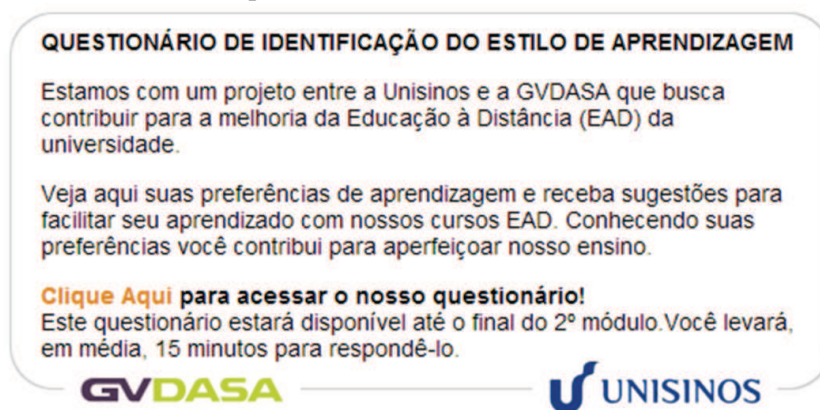 QUESTIONÁRIO DE IDENTIFICAÇÃO DO ESTILO DE APRENDIZAGEM
Estamos com um projeto entre a Unisinos e a GVDASA que busca
contribuir para a melhoria da Educação à Distância (EAD) da
universidade.
Veja aqui suas preferências de aprendizagem e receba sugestões para
facilitar seu aprendizado com nossos cursos EAD. Conhecendo suas
preferências você contribui para aperfeiçoar nosso ensino.
Clique Aqui para acessar o nosso questionário!
Este questionário estará disponível até o final do 2º módulo.Você levará,
em média, 15 minutos para respondê-lo.
GVDASA UNISINOS